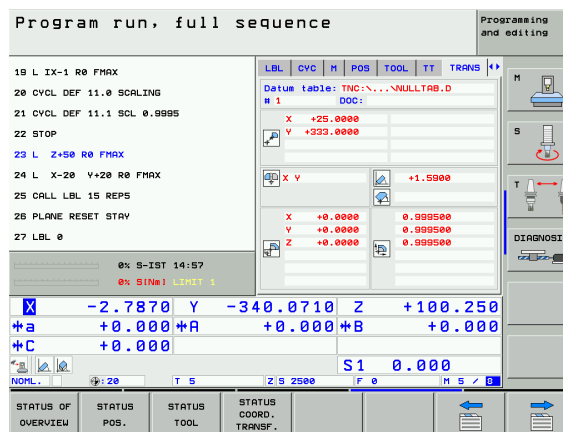 Program run, full sequence
Programming
and editing
19 L IX-1 R0 FMAX
20 CYCL DEF 11.0 SCALING
21 CYCL DEF 11.1 SCL 0.9995
22 STOP
23 L Z+50 R0 FMAX
24 L X-20 Y+20 R0 FMAX
25 CALL LBL 15 REP5
26 PLANE RESET STAY
27 LBL 0
LBL CYC M POS TOOL TT TRANS
Datum table: TNC:\...\NULLTAB.D
# 1 DOC:
X +25.0000
Y +333.0000
X Y
+1.5900
X +0.0000 0.999500
Y +0.0000 0.999500
Z +0.0000 0.999500
0% S-IST 14:57
0% S[Nm] LIMIT 1
X -2.7870 Y -340.0710 Z +100.250
a +0.000 A +0.000 B +0.000
C +0.000
S1 0.000
NOML. : 20 T 5 Z S 2500 F 0 M 5 / 8
M
S
T
DIAGNOSI
STATUS OF
OVERVIEW
STATUS
POS.
STATUS
TOOL
STATUS
COORD.
TRANSF.